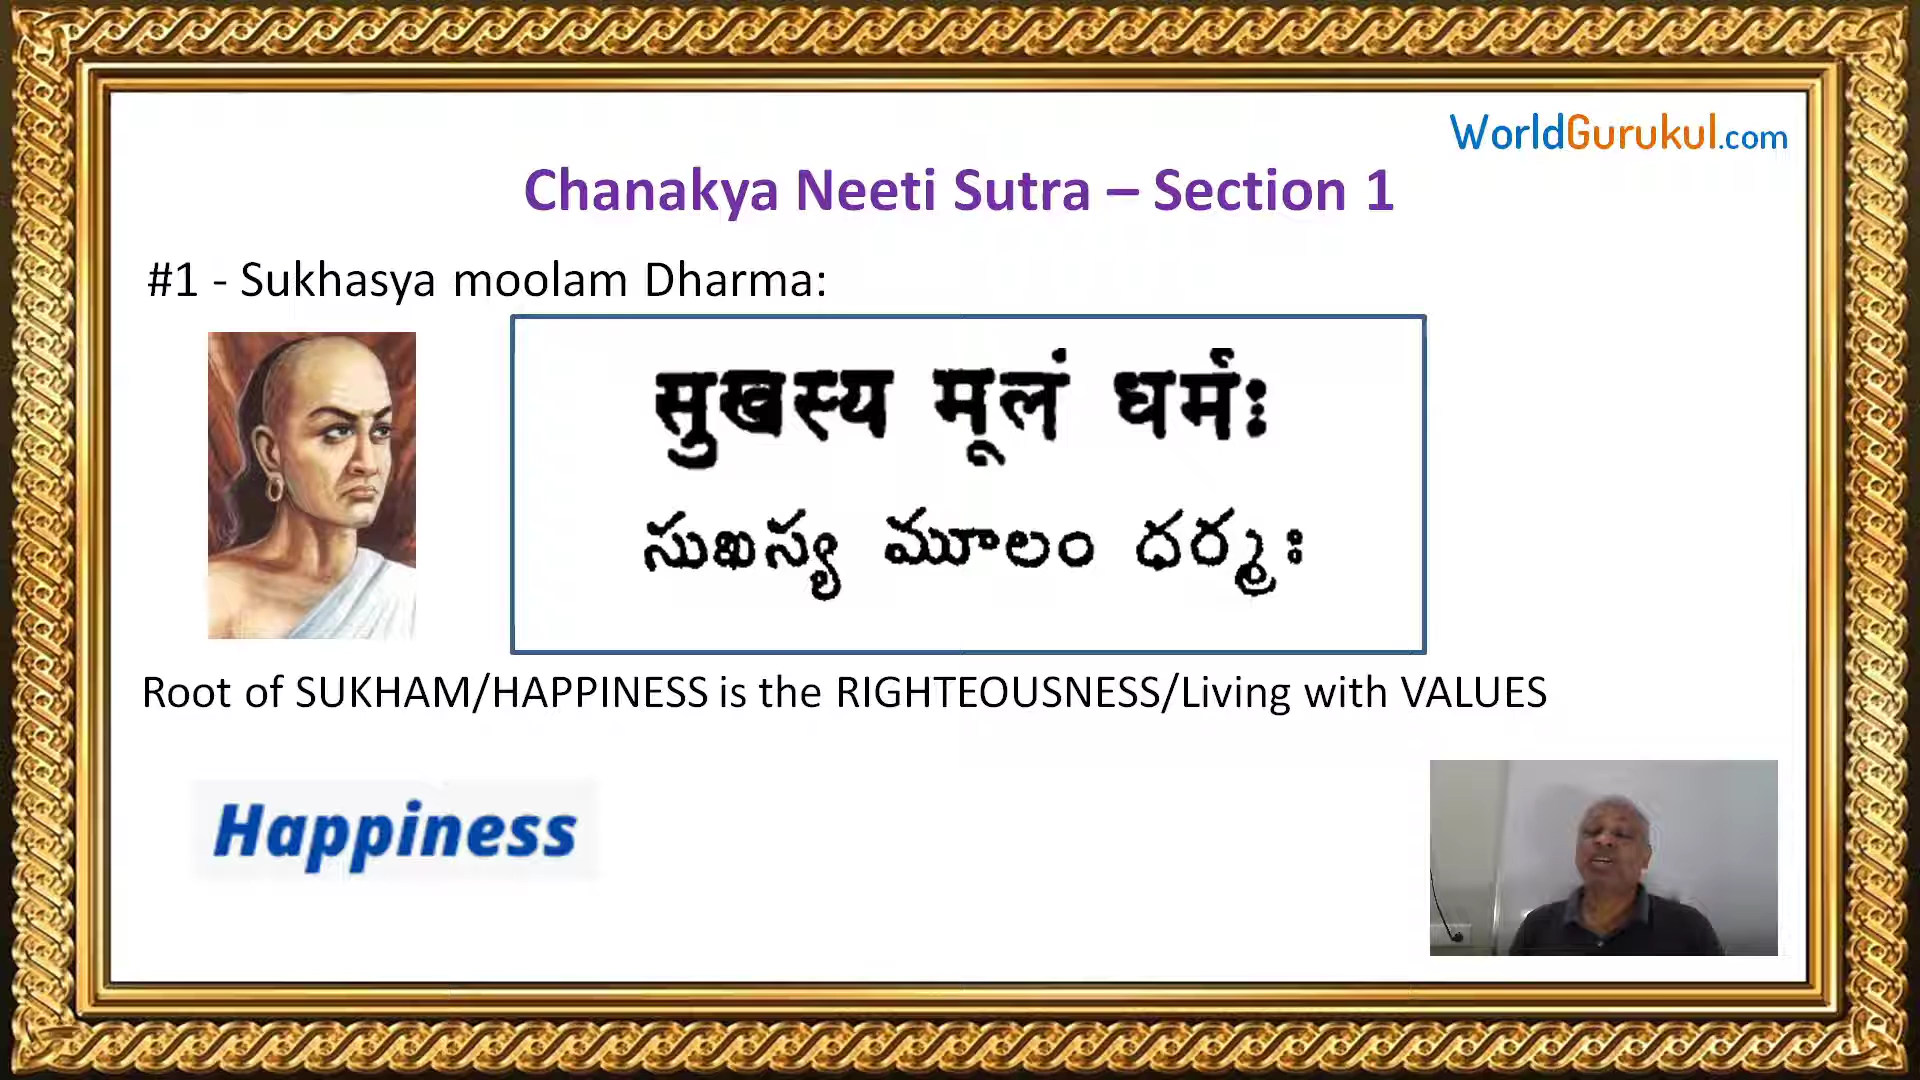 WorldGurukul.com
Chanakya Neeti Sutra – Section 1
#1 - Sukhasya moolam Dharma:
सुखस्य मूलं धर्मः
సుఖస్య మూలం ధర్మః
Root of SUKHAM/HAPPINESS is the RIGHTEOUSNESS/Living with VALUES
Happiness